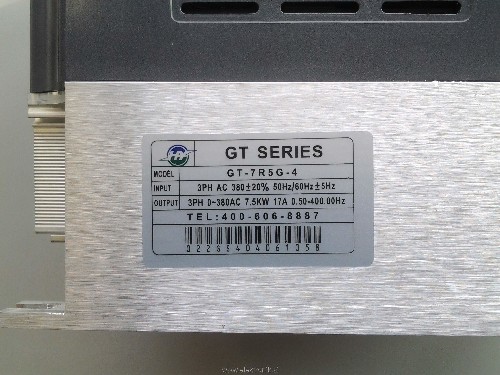 GT SERIES
MODEL GT-7R5G-4
INPUT 3PH AC 380±20% 50Hz/60Hz±5Hz
OUTPUT 3PH 0~380AC 7.5KW 17A 0.50-400.00Hz
TEL:400-606-8887